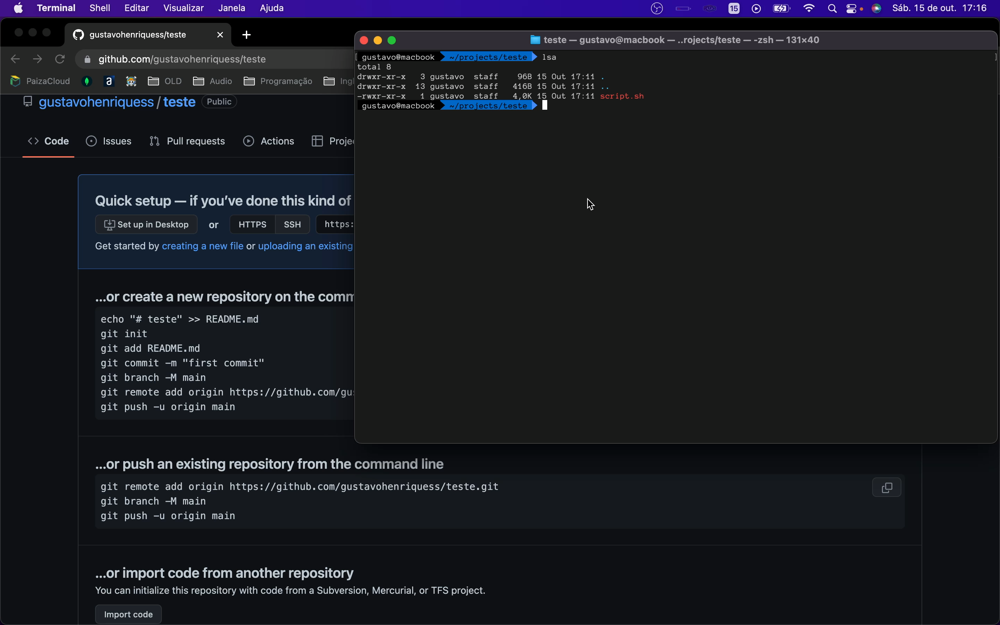 Terminal Shell Editar Visualizar Janela Ajuda 15 Sáb. 15 de out. 17:16
gustavohenriquess/teste
github.com/gustavohenriquess/teste
PaizaCloud a OLD Audio Programação Ingl
gustavohenriquess / teste Public
Code Issues Pull requests Actions Projec
Quick setup — if you've done this kind of
Set up in Desktop or HTTPS SSH https:
Get started by creating a new file or uploading an existing
...or create a new repository on the comm
echo "# teste" >> README.md
git init
git add README.md
git commit -m "first commit"
git branch -M main
git remote add origin https://github.com/gus
git push -u origin main
...or push an existing repository from the command line
git remote add origin https://github.com/gustavohenriquess/teste.git
git branch -M main
git push -u origin main
...or import code from another repository
You can initialize this repository with code from a Subversion, Mercurial, or TFS project.
Import code
teste — gustavo@macbook — ..rojects/teste — -zsh — 131×40
[ gustavo@macbook ~/projects/teste lsa ]
total 8
drwxr-xr-x 3 gustavo staff 96B 15 Out 17:11 .
drwxr-xr-x 13 gustavo staff 416B 15 Out 17:11 ..
-rwxr-xr-x 1 gustavo staff 4,0K 15 Out 17:11 script.sh
gustavo@macbook ~/projects/teste